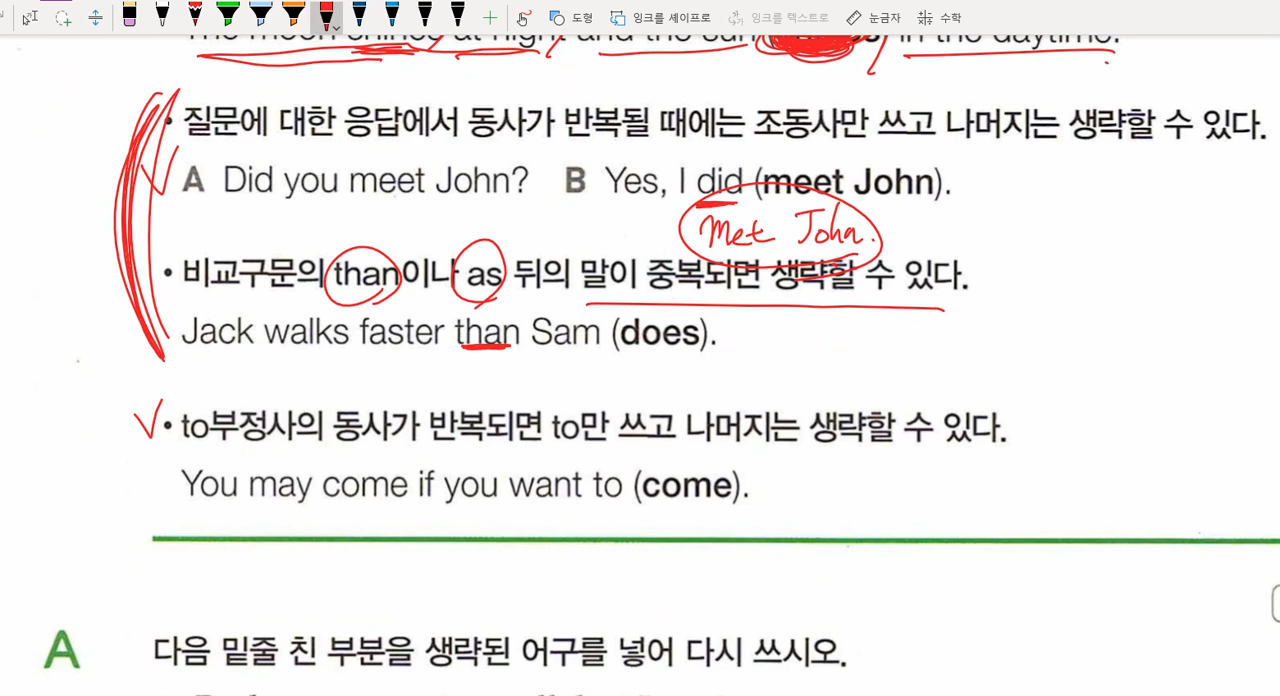 도형 잉크를 셰이프로 잉크를 텍스트로 눈금자 수학
The moon shines at night and the sun in the daytime.
• 질문에 대한 응답에서 동사가 반복될 때에는 조동사만 쓰고 나머지는 생략할 수 있다.
A Did you meet John? B Yes, I did (meet John).
Met John.
• 비교구문의 than이나 as 뒤의 말이 중복되면 생략할 수 있다.
Jack walks faster than Sam (does).
• to부정사의 동사가 반복되면 to만 쓰고 나머지는 생략할 수 있다.
You may come if you want to (come).
A 다음 밑줄 친 부분을 생략된 어구를 넣어 다시 쓰시오.